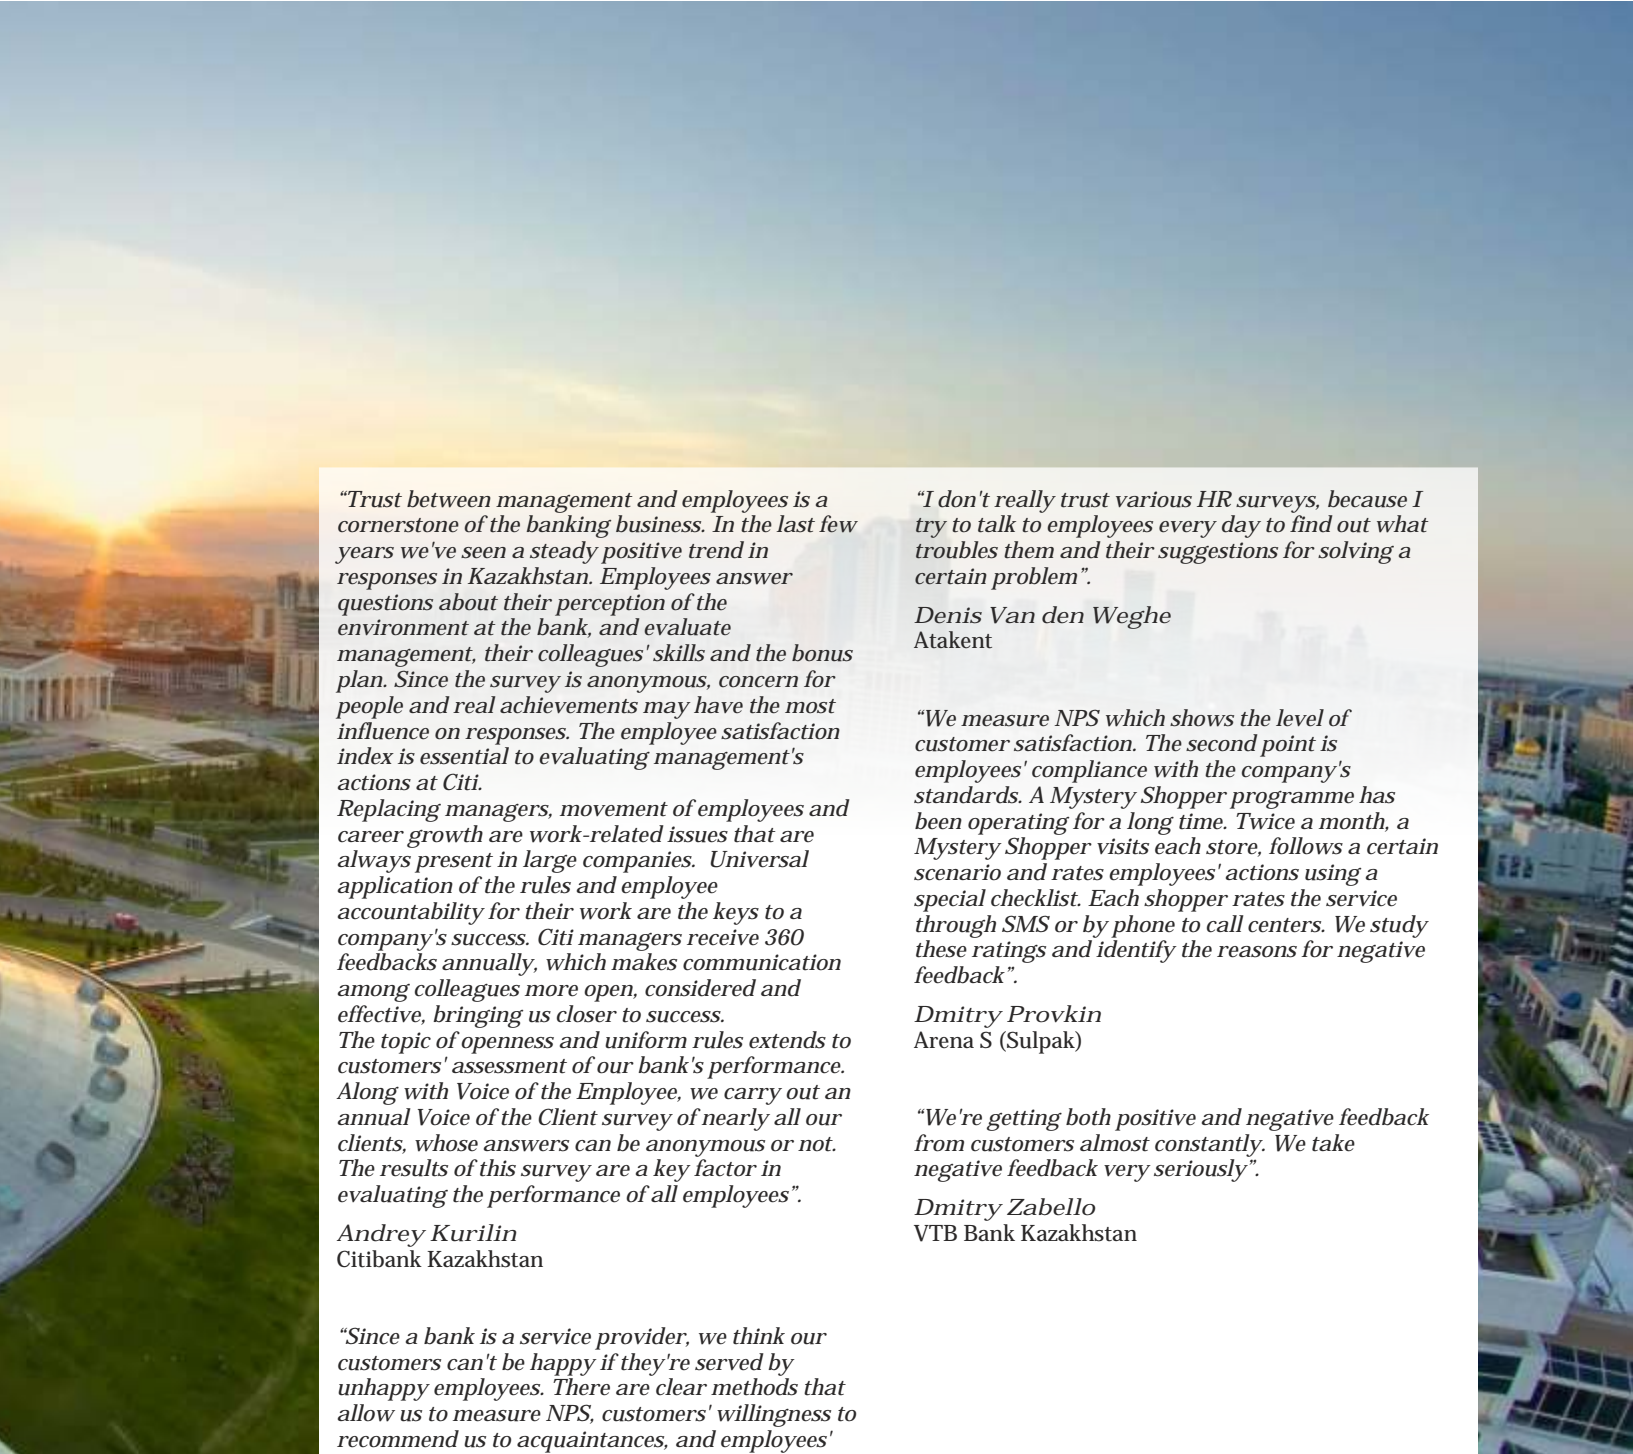 “Trust between management and employees is a
cornerstone of the banking business. In the last few
years we've seen a steady positive trend in
responses in Kazakhstan. Employees answer
questions about their perception of the
environment at the bank, and evaluate
management, their colleagues' skills and the bonus
plan. Since the survey is anonymous, concern for
people and real achievements may have the most
influence on responses. The employee satisfaction
index is essential to evaluating management's
actions at Citi.
Replacing managers, movement of employees and
career growth are work-related issues that are
always present in large companies.  Universal
application of the rules and employee
accountability for their work are the keys to a
company's success. Citi managers receive 360
feedbacks annually, which makes communication
among colleagues more open, considered and
effective, bringing us closer to success.
The topic of openness and uniform rules extends to
customers' assessment of our bank's performance.
Along with Voice of the Employee, we carry out an
annual Voice of the Client survey of nearly all our
clients, whose answers can be anonymous or not.
The results of this survey are a key factor in
evaluating the performance of all employees”.
Andrey Kurilin
Citibank Kazakhstan
“Since a bank is a service provider, we think our
customers can't be happy if they're served by
unhappy employees. There are clear methods that
allow us to measure NPS, customers' willingness to
recommend us to acquaintances, and employees'
“I don't really trust various HR surveys, because I
try to talk to employees every day to find out what
troubles them and their suggestions for solving a
certain problem”.
Denis Van den Weghe
Atakent
“We measure NPS which shows the level of
customer satisfaction. The second point is
employees' compliance with the company's
standards. A Mystery Shopper programme has
been operating for a long time. Twice a month, a
Mystery Shopper visits each store, follows a certain
scenario and rates employees' actions using a
special checklist. Each shopper rates the service
through SMS or by phone to call centers. We study
these ratings and identify the reasons for negative
feedback”.
Dmitry Provkin
Arena S (Sulpak)
“We're getting both positive and negative feedback
from customers almost constantly. We take
negative feedback very seriously”.
Dmitry Zabello
VTB Bank Kazakhstan